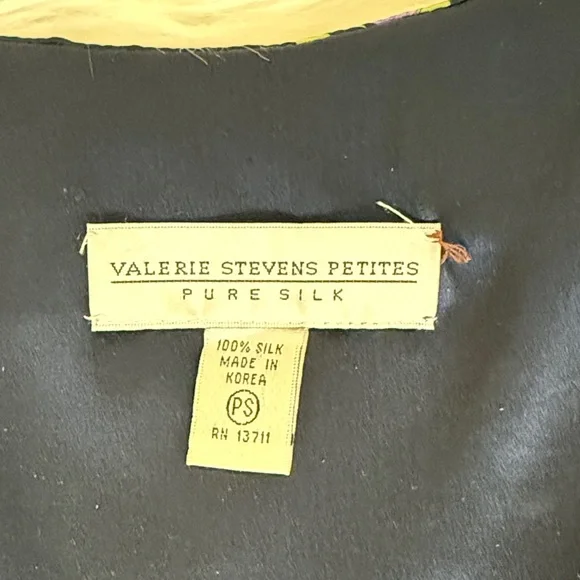 VALERIE STEVENS PETITES
PURE SILK
100% SILK
MADE IN
KOREA
PS
RN 13711